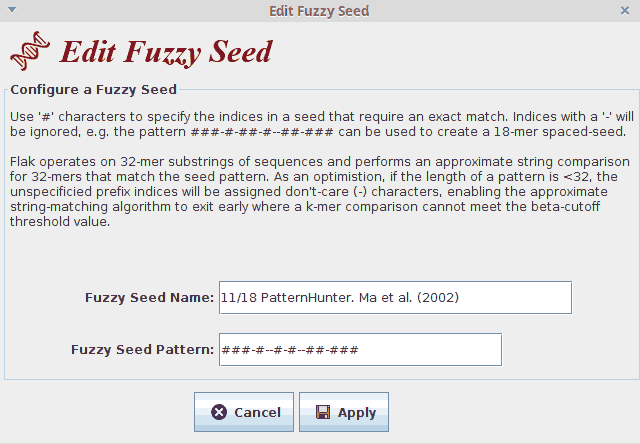 Edit Fuzzy Seed
Edit Fuzzy Seed
Configure a Fuzzy Seed
Use '#' characters to specify the indices in a seed that require an exact match. Indices with a '-' will
be ignored, e.g. the pattern ###-#-##-#--##-### can be used to create a 18-mer spaced-seed.
Flak operates on 32-mer substrings of sequences and performs an approximate string comparison
for 32-mers that match the seed pattern. As an optimistion, if the length of a pattern is <32, the
unspecificied prefix indices will be assigned don't-care (-) characters, enabling the approximate
string-matching algorithm to exit early where a k-mer comparison cannot meet the beta-cutoff
threshold value.
Fuzzy Seed Name: 11/18 PatternHunter. Ma et al. (2002)
Fuzzy Seed Pattern: ###-#--#-#--##-###
Cancel Apply